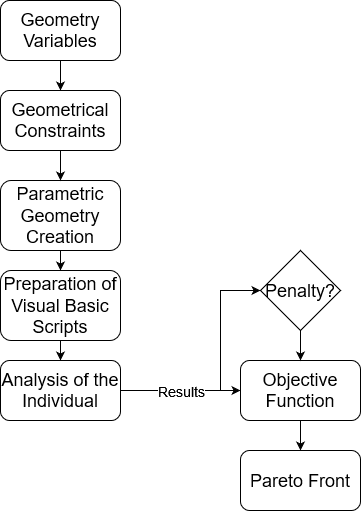 Geometry
Variables
Geometrical
Constraints
Parametric
Geometry
Creation
Preparation of
Visual Basic
Scripts
Analysis of the
Individual
Results
Penalty?
Objective
Function
Pareto Front